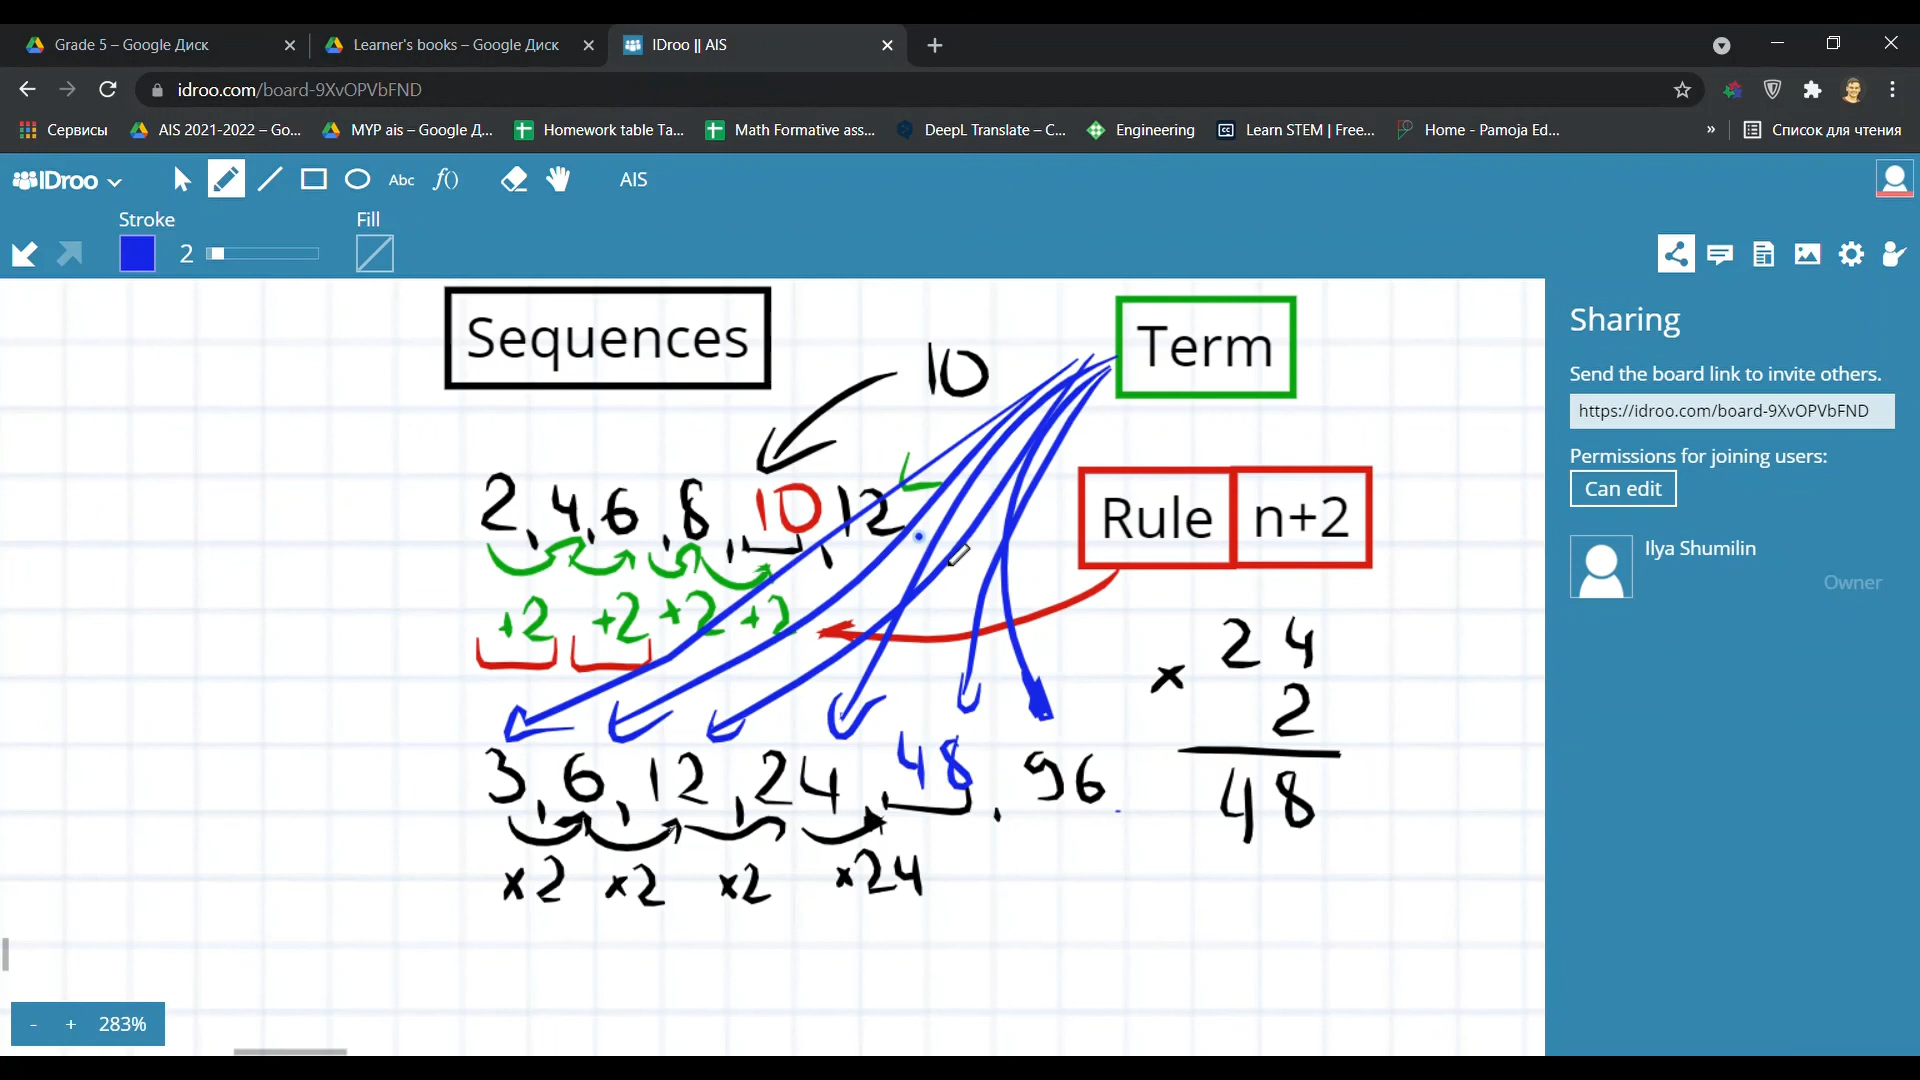 Grade 5 – Google Диск
Learner's books – Google Диск
IDroo || AIS
idroo.com/board-9XvOPVbFND
Сервисы
AIS 2021-2022 – Go...
MYP ais – Google Д...
Homework table Ta...
Math Formative ass...
DeepL Translate – C...
Engineering
Learn STEM | Free...
Home - Pamoja Ed...
»
Список для чтения
IDroo
Abc
f()
AIS
Stroke
Fill
2
Sequences
10
Term
2, 4, 6, 8, 10, 12
Rule n+2
+2 +2 +2 +2
3, 6, 12, 24, 48, 96
×2 ×2 ×2 ×24
24
× 2
48
Sharing
Send the board link to invite others.
https://idroo.com/board-9XvOPVbFND
Permissions for joining users:
Can edit
Ilya Shumilin
Owner
- + 283%